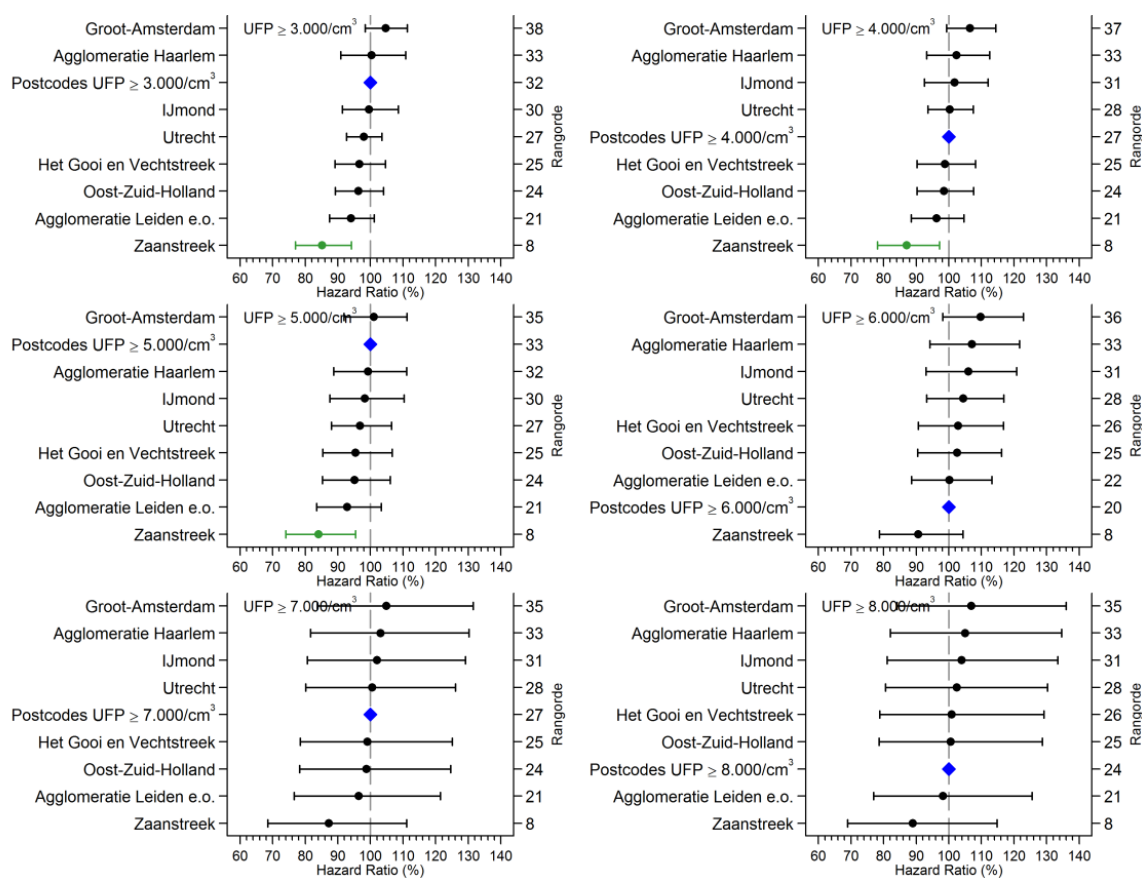 UFP ≥ 3.000/cm³
Groot-Amsterdam 38
Agglomeratie Haarlem 33
Postcodes UFP ≥ 3.000/cm³ 32
IJmond 30
Utrecht 27
Het Gooi en Vechtstreek 25
Oost-Zuid-Holland 24
Agglomeratie Leiden e.o. 21
Zaanstreek 8
Rangorde
60 70 80 90 100 110 120 130 140
Hazard Ratio (%)
UFP ≥ 4.000/cm³
Groot-Amsterdam 37
Agglomeratie Haarlem 33
IJmond 31
Utrecht 28
Postcodes UFP ≥ 4.000/cm³ 27
Het Gooi en Vechtstreek 25
Oost-Zuid-Holland 24
Agglomeratie Leiden e.o. 21
Zaanstreek 8
Rangorde
60 70 80 90 100 110 120 130 140
Hazard Ratio (%)
UFP ≥ 5.000/cm³
Groot-Amsterdam 35
Postcodes UFP ≥ 5.000/cm³ 33
Agglomeratie Haarlem 32
IJmond 30
Utrecht 27
Het Gooi en Vechtstreek 25
Oost-Zuid-Holland 24
Agglomeratie Leiden e.o. 21
Zaanstreek 8
Rangorde
60 70 80 90 100 110 120 130 140
Hazard Ratio (%)
UFP ≥ 6.000/cm³
Groot-Amsterdam 36
Agglomeratie Haarlem 33
IJmond 31
Utrecht 28
Het Gooi en Vechtstreek 26
Oost-Zuid-Holland 25
Agglomeratie Leiden e.o. 22
Postcodes UFP ≥ 6.000/cm³ 20
Zaanstreek 8
Rangorde
60 70 80 90 100 110 120 130 140
Hazard Ratio (%)
UFP ≥ 7.000/cm³
Groot-Amsterdam 35
Agglomeratie Haarlem 33
IJmond 31
Utrecht 28
Postcodes UFP ≥ 7.000/cm³ 27
Het Gooi en Vechtstreek 25
Oost-Zuid-Holland 24
Agglomeratie Leiden e.o. 21
Zaanstreek 8
Rangorde
60 70 80 90 100 110 120 130 140
Hazard Ratio (%)
UFP ≥ 8.000/cm³
Groot-Amsterdam 35
Agglomeratie Haarlem 33
IJmond 31
Utrecht 28
Het Gooi en Vechtstreek 26
Oost-Zuid-Holland 25
Postcodes UFP ≥ 8.000/cm³ 24
Agglomeratie Leiden e.o. 21
Zaanstreek 8
Rangorde
60 70 80 90 100 110 120 130 140
Hazard Ratio (%)